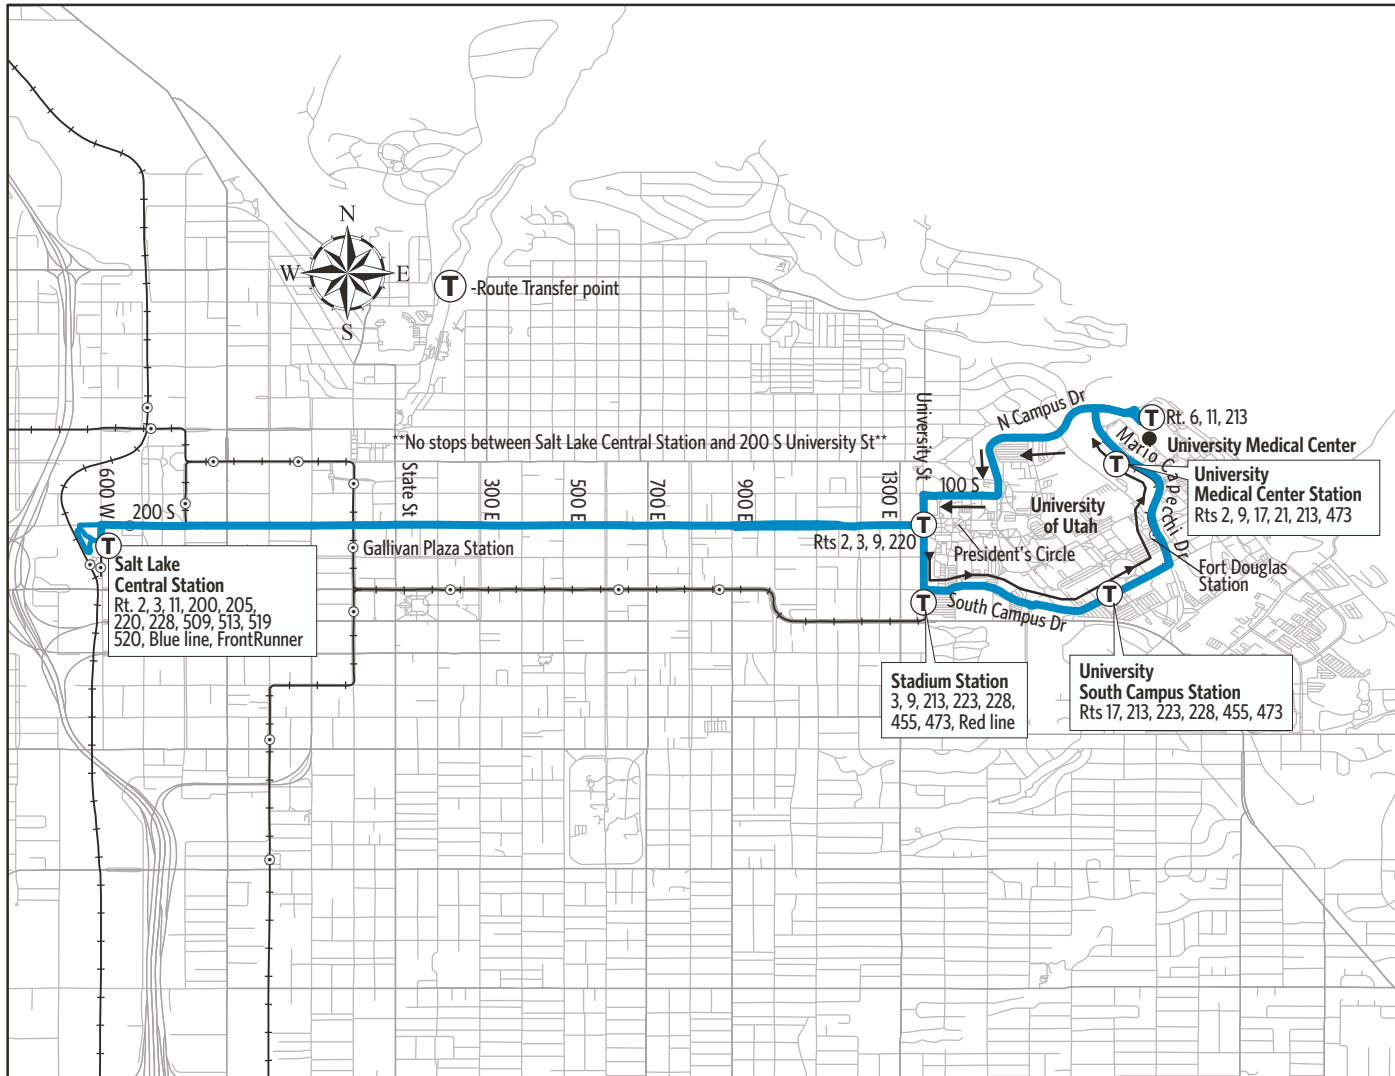 N
W
E
S
T
-Route Transfer point
**No stops between Salt Lake Central Station and 200 S University St**
600 W
200 S
State St
300 E
500 E
700 E
900 E
1300 E
University St
N Campus Dr
100 S
T
Rt. 6, 11, 213
University Medical Center
Mario Capecchi Dr
T
University
Medical Center Station
Rts 2, 9, 17, 21, 213, 473
University
of Utah
T
Rts 2, 3, 9, 220
President's Circle
Gallivan Plaza Station
T
Salt Lake
Central Station
Rt. 2, 3, 11, 200, 205,
220, 228, 509, 513, 519
520, Blue line, FrontRunner
Fort Douglas
Station
South Campus Dr
T
Stadium Station
3, 9, 213, 223, 228,
455, 473, Red line
T
University
South Campus Station
Rts 17, 213, 223, 228, 455, 473